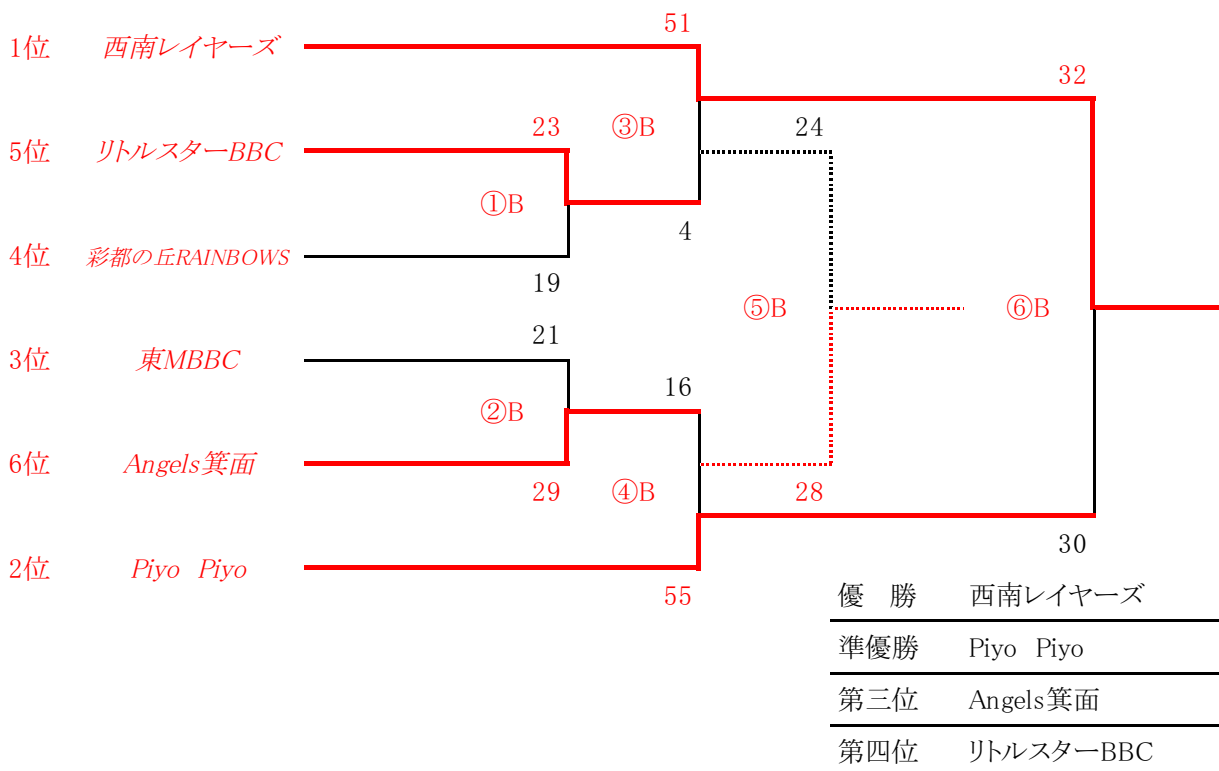 51
1位 西南レイヤーズ
32
23 ③B 24
5位 リトルスターBBC
①B
4
4位 彩都の丘RAINBOWS
19
⑤B ⑥B
21
3位 東MBBC
16
②B
6位 Angels箕面
29 ④B 28
30
2位 Piyo Piyo
55
優 勝 西南レイヤーズ
準優勝 Piyo Piyo
第三位 Angels箕面
第四位 リトルスターBBC